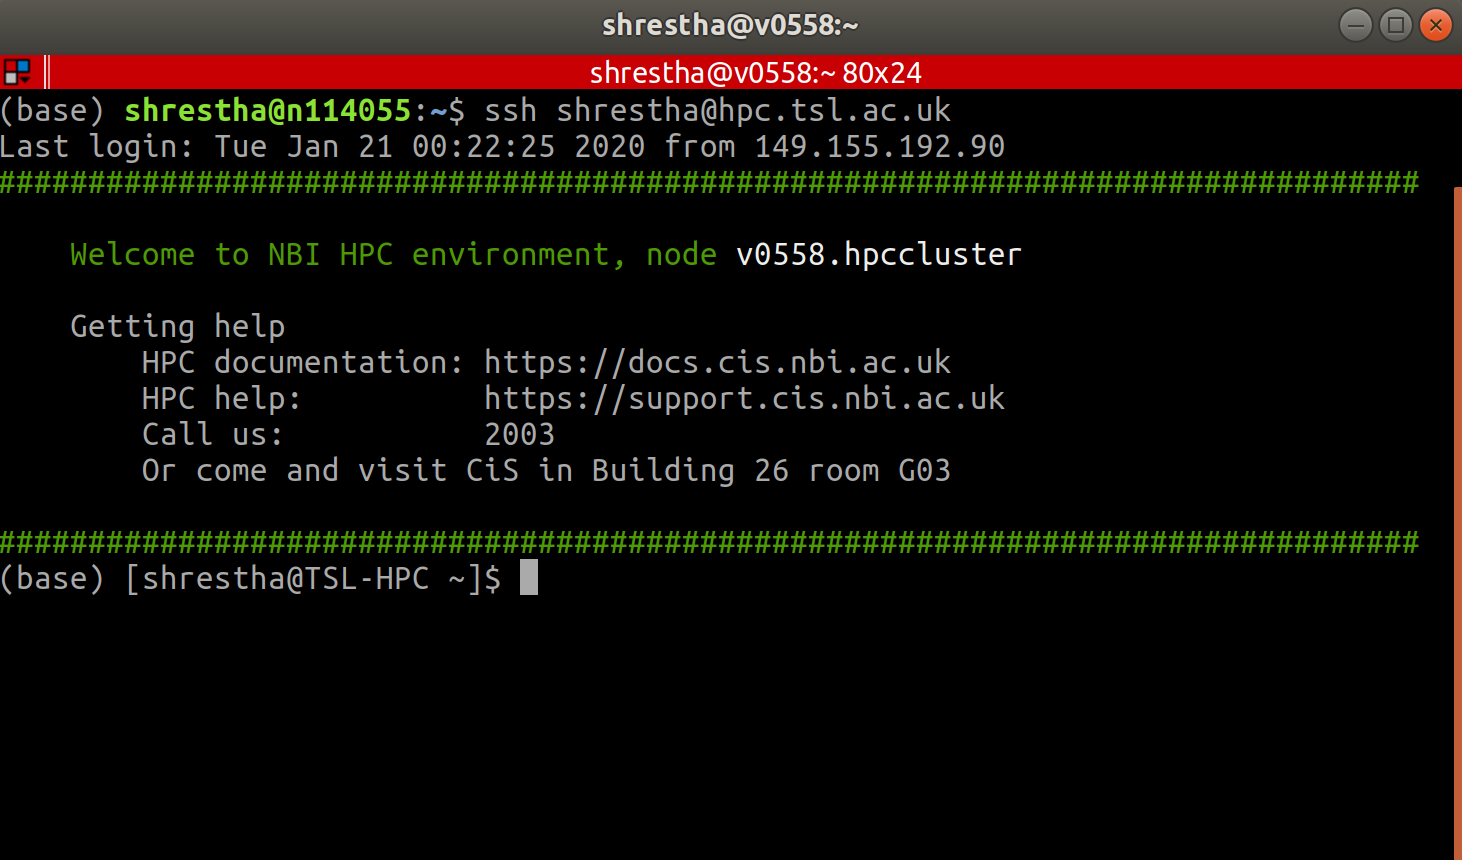 shrestha@v0558:~
shrestha@v0558:~ 80x24
(base) shrestha@n114055:~$ ssh shrestha@hpc.tsl.ac.uk
Last login: Tue Jan 21 00:22:25 2020 from 149.155.192.90
###############################################################################
Welcome to NBI HPC environment, node v0558.hpccluster
Getting help
HPC documentation: https://docs.cis.nbi.ac.uk
HPC help:          https://support.cis.nbi.ac.uk
Call us:           2003
Or come and visit CiS in Building 26 room G03
###############################################################################
(base) [shrestha@TSL-HPC ~]$